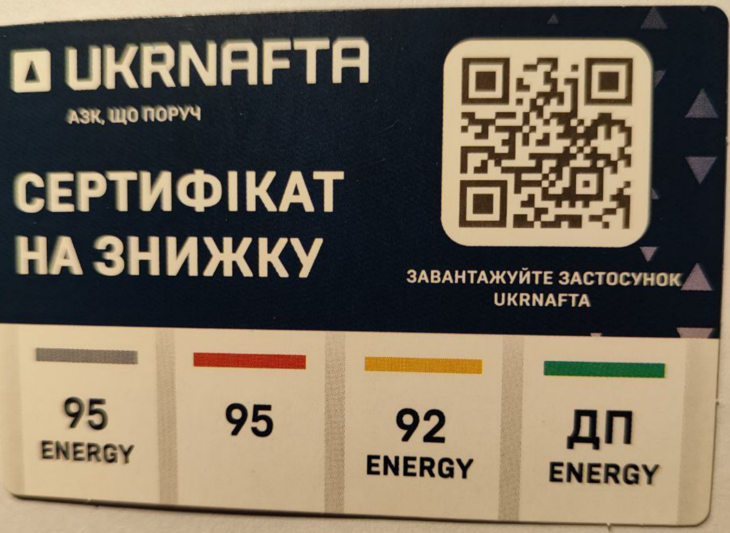 UKRNAFTA
АЗК, ЩО ПОРУЧ
СЕРТИФІКАТ
НА ЗНИЖКУ
ЗАВАНТАЖУЙТЕ ЗАСТОСУНОК
UKRNAFTA
95
ENERGY
95
92
ENERGY
ДП
ENERGY